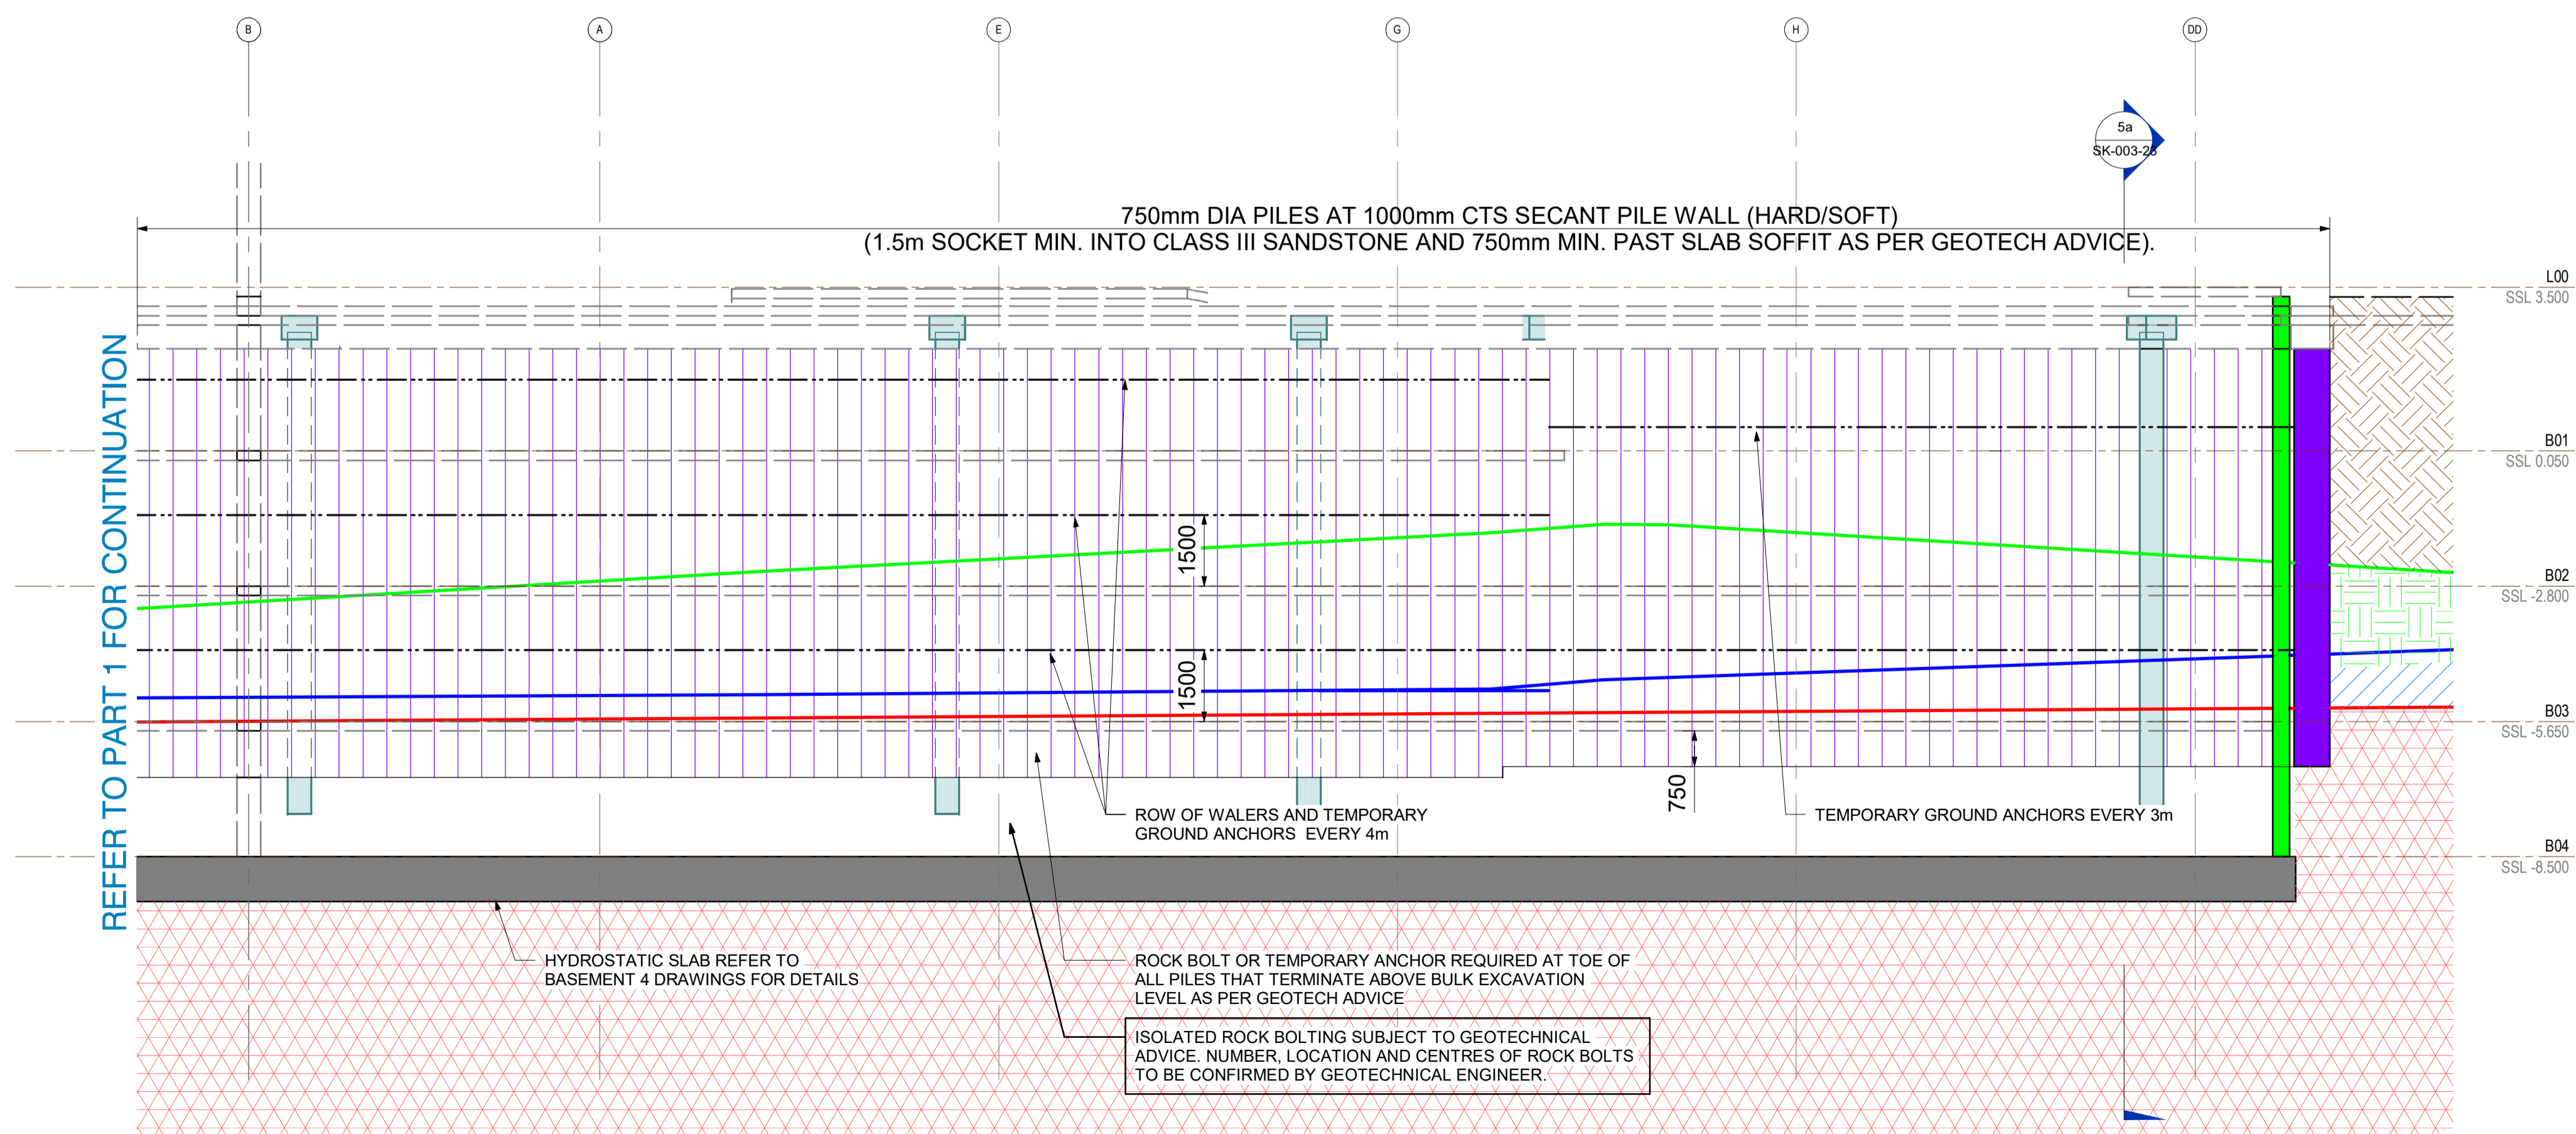 B
A
E
G
H
DD
5a
SK-003-23
750mm DIA PILES AT 1000mm CTS SECANT PILE WALL (HARD/SOFT)
(1.5m SOCKET MIN. INTO CLASS III SANDSTONE AND 750mm MIN. PAST SLAB SOFFIT AS PER GEOTECH ADVICE).
L00
SSL 3.500
B01
SSL 0.050
B02
SSL -2.800
B03
SSL -5.650
B04
SSL -8.500
REFER TO PART 1 FOR CONTINUATION
1500
1500
750
ROW OF WALERS AND TEMPORARY
GROUND ANCHORS EVERY 4m
TEMPORARY GROUND ANCHORS EVERY 3m
HYDROSTATIC SLAB REFER TO
BASEMENT 4 DRAWINGS FOR DETAILS
ROCK BOLT OR TEMPORARY ANCHOR REQUIRED AT TOE OF
ALL PILES THAT TERMINATE ABOVE BULK EXCAVATION
LEVEL AS PER GEOTECH ADVICE
ISOLATED ROCK BOLTING SUBJECT TO GEOTECHNICAL
ADVICE. NUMBER, LOCATION AND CENTRES OF ROCK BOLTS
TO BE CONFIRMED BY GEOTECHNICAL ENGINEER.